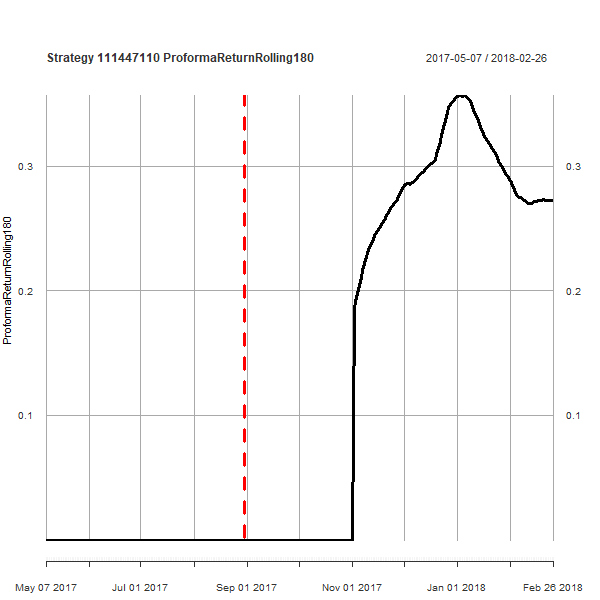 Strategy 111447110 ProformaReturnRolling180
2017-05-07 / 2018-02-26
ProformaReturnRolling180
0.3
0.3
0.2
0.2
0.1
0.1
May 07 2017
Jul 01 2017
Sep 01 2017
Nov 01 2017
Jan 01 2018
Feb 26 2018